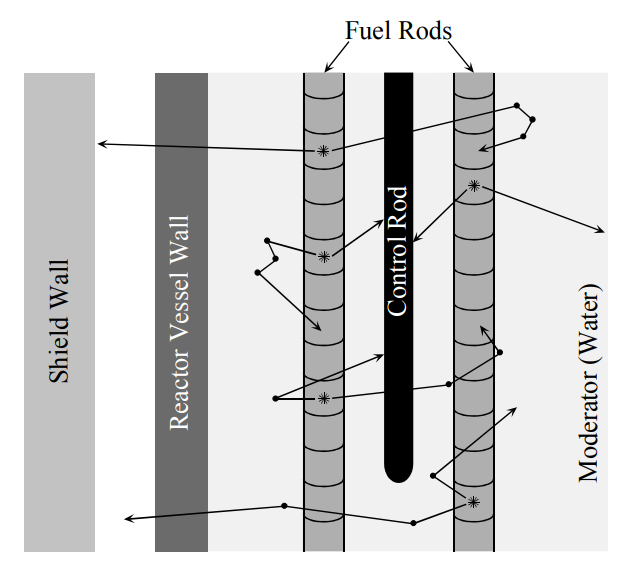 Fuel Rods
Shield Wall
Reactor Vessel Wall
Control Rod
Moderator (Water)